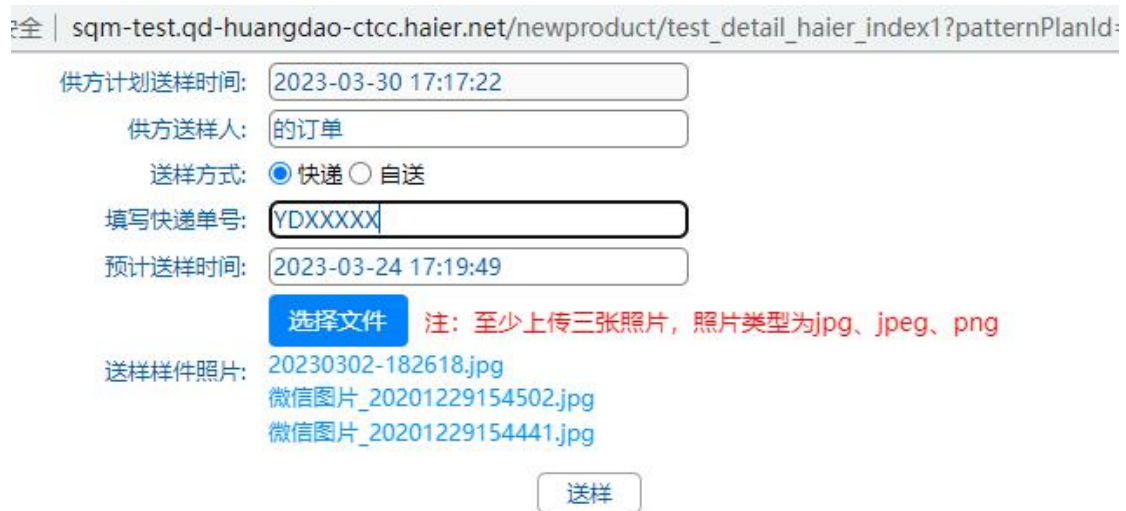 全 | sqm-test.qd-huangdao-ctcc.haier.net/newproduct/test_detail_haier_index1?patternPlanId=
供方计划送样时间: 2023-03-30 17:17:22
供方送样人: 的订单
送样方式: 快递 自送
填写快递单号: YDXXXXX
预计送样时间: 2023-03-24 17:19:49
选择文件 注：至少上传三张照片，照片类型为jpg、jpeg、png
送样样件照片: 20230302-182618.jpg
微信图片_20201229154502.jpg
微信图片_20201229154441.jpg
送样